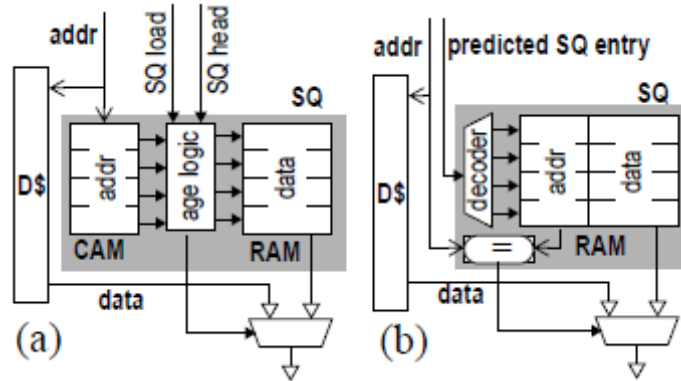 addr
SQ load
SQ head
SQ
D$
addr
age logic
data
CAM
RAM
data
(a)
addr
predicted SQ entry
SQ
D$
decoder
addr
data
=
RAM
data
(b)